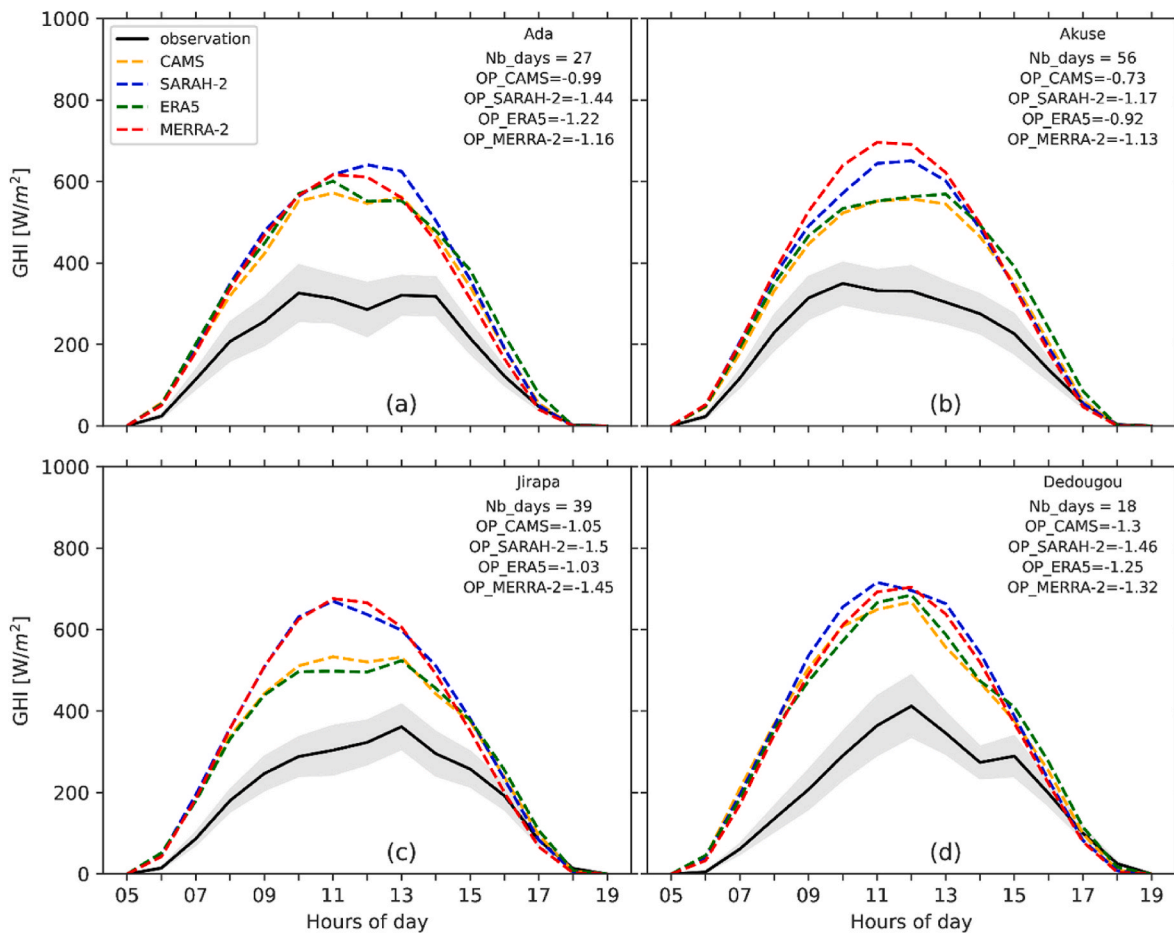 GHI [W/m²]
1000
800
600
400
200
0
observation
CAMS
SARAH-2
ERA5
MERRA-2
Ada
Nb_days = 27
OP_CAMS=-0.99
OP_SARAH-2=-1.44
OP_ERA5=-1.22
OP_MERRA-2=-1.16
(a)
Akuse
Nb_days = 56
OP_CAMS=-0.73
OP_SARAH-2=-1.17
OP_ERA5=-0.92
OP_MERRA-2=-1.13
(b)
GHI [W/m²]
1000
800
600
400
200
0
Jirapa
Nb_days = 39
OP_CAMS=-1.05
OP_SARAH-2=-1.5
OP_ERA5=-1.03
OP_MERRA-2=-1.45
(c)
05 07 09 11 13 15 17 19
Hours of day
Dedougou
Nb_days = 18
OP_CAMS=-1.3
OP_SARAH-2=-1.46
OP_ERA5=-1.25
OP_MERRA-2=-1.32
(d)
05 07 09 11 13 15 17 19
Hours of day